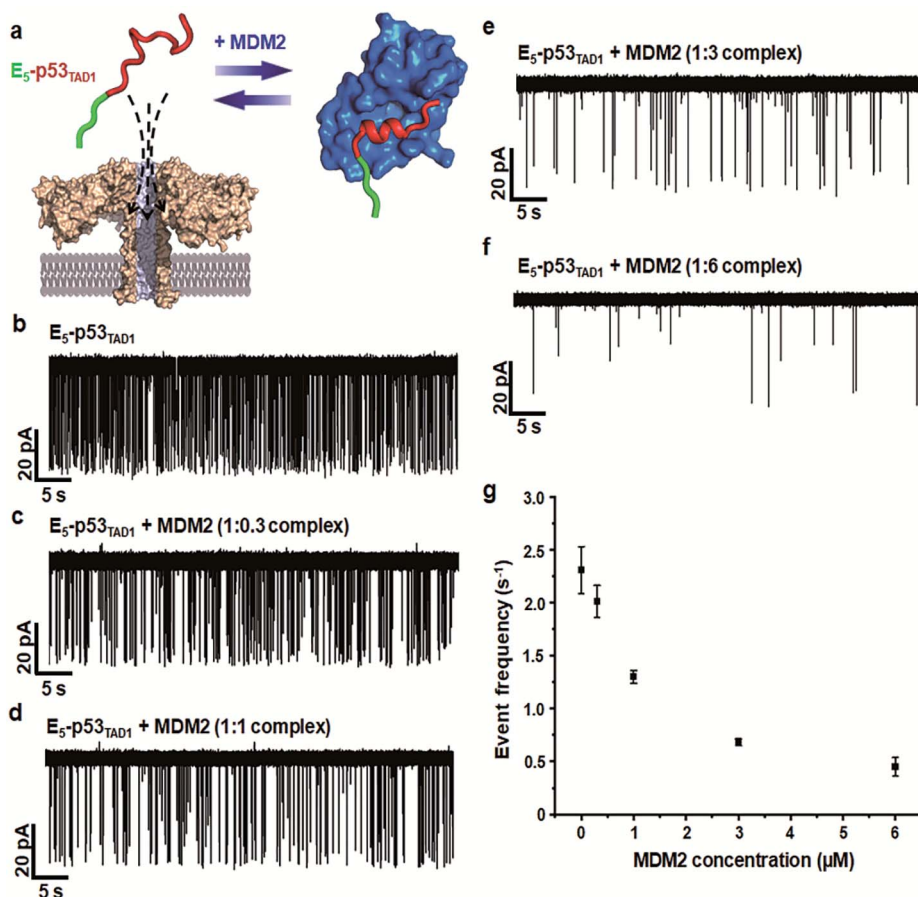 a
E₅-p53TAD1
+ MDM2
b
E₅-p53TAD1
20 pA
5 s
c
E₅-p53TAD1 + MDM2 (1:0.3 complex)
20 pA
5 s
d
E₅-p53TAD1 + MDM2 (1:1 complex)
20 pA
5 s
e
E₅-p53TAD1 + MDM2 (1:3 complex)
20 pA
5 s
f
E₅-p53TAD1 + MDM2 (1:6 complex)
20 pA
5 s
g
Event frequency (s⁻¹)
3.0
2.5
2.0
1.5
1.0
0.5
0
0 1 2 3 4 5 6
MDM2 concentration (µM)